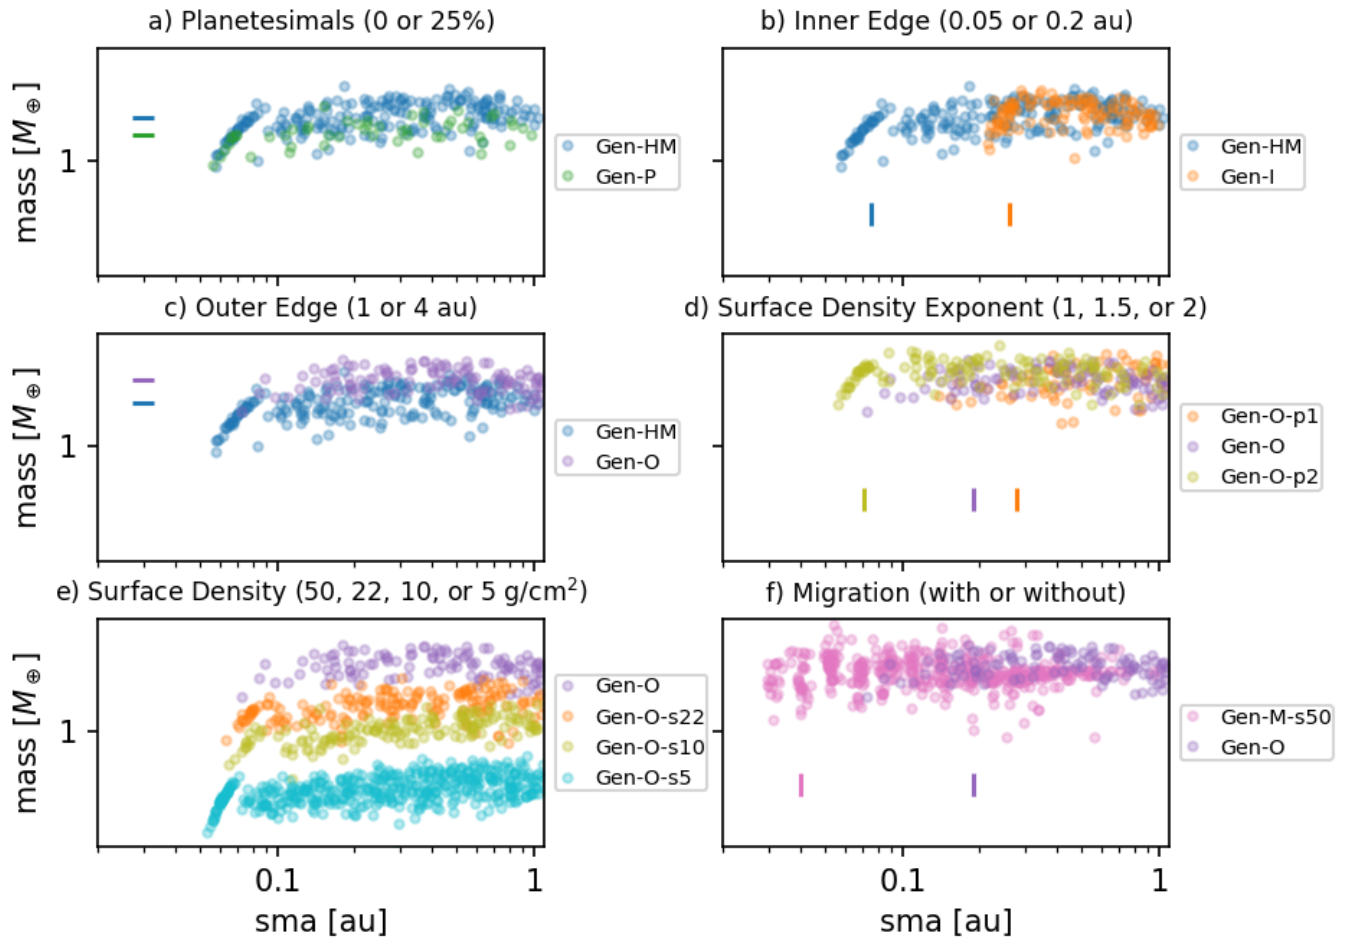 a) Planetesimals (0 or 25%)
b) Inner Edge (0.05 or 0.2 au)
mass [M⊕]
1
Gen-HM
Gen-P
Gen-HM
Gen-I
c) Outer Edge (1 or 4 au)
d) Surface Density Exponent (1, 1.5, or 2)
mass [M⊕]
1
Gen-HM
Gen-O
Gen-O-p1
Gen-O
Gen-O-p2
e) Surface Density (50, 22, 10, or 5 g/cm²)
f) Migration (with or without)
mass [M⊕]
1
Gen-O
Gen-O-s22
Gen-O-s10
Gen-O-s5
Gen-M-s50
Gen-O
0.1 1
0.1 1
sma [au]
sma [au]